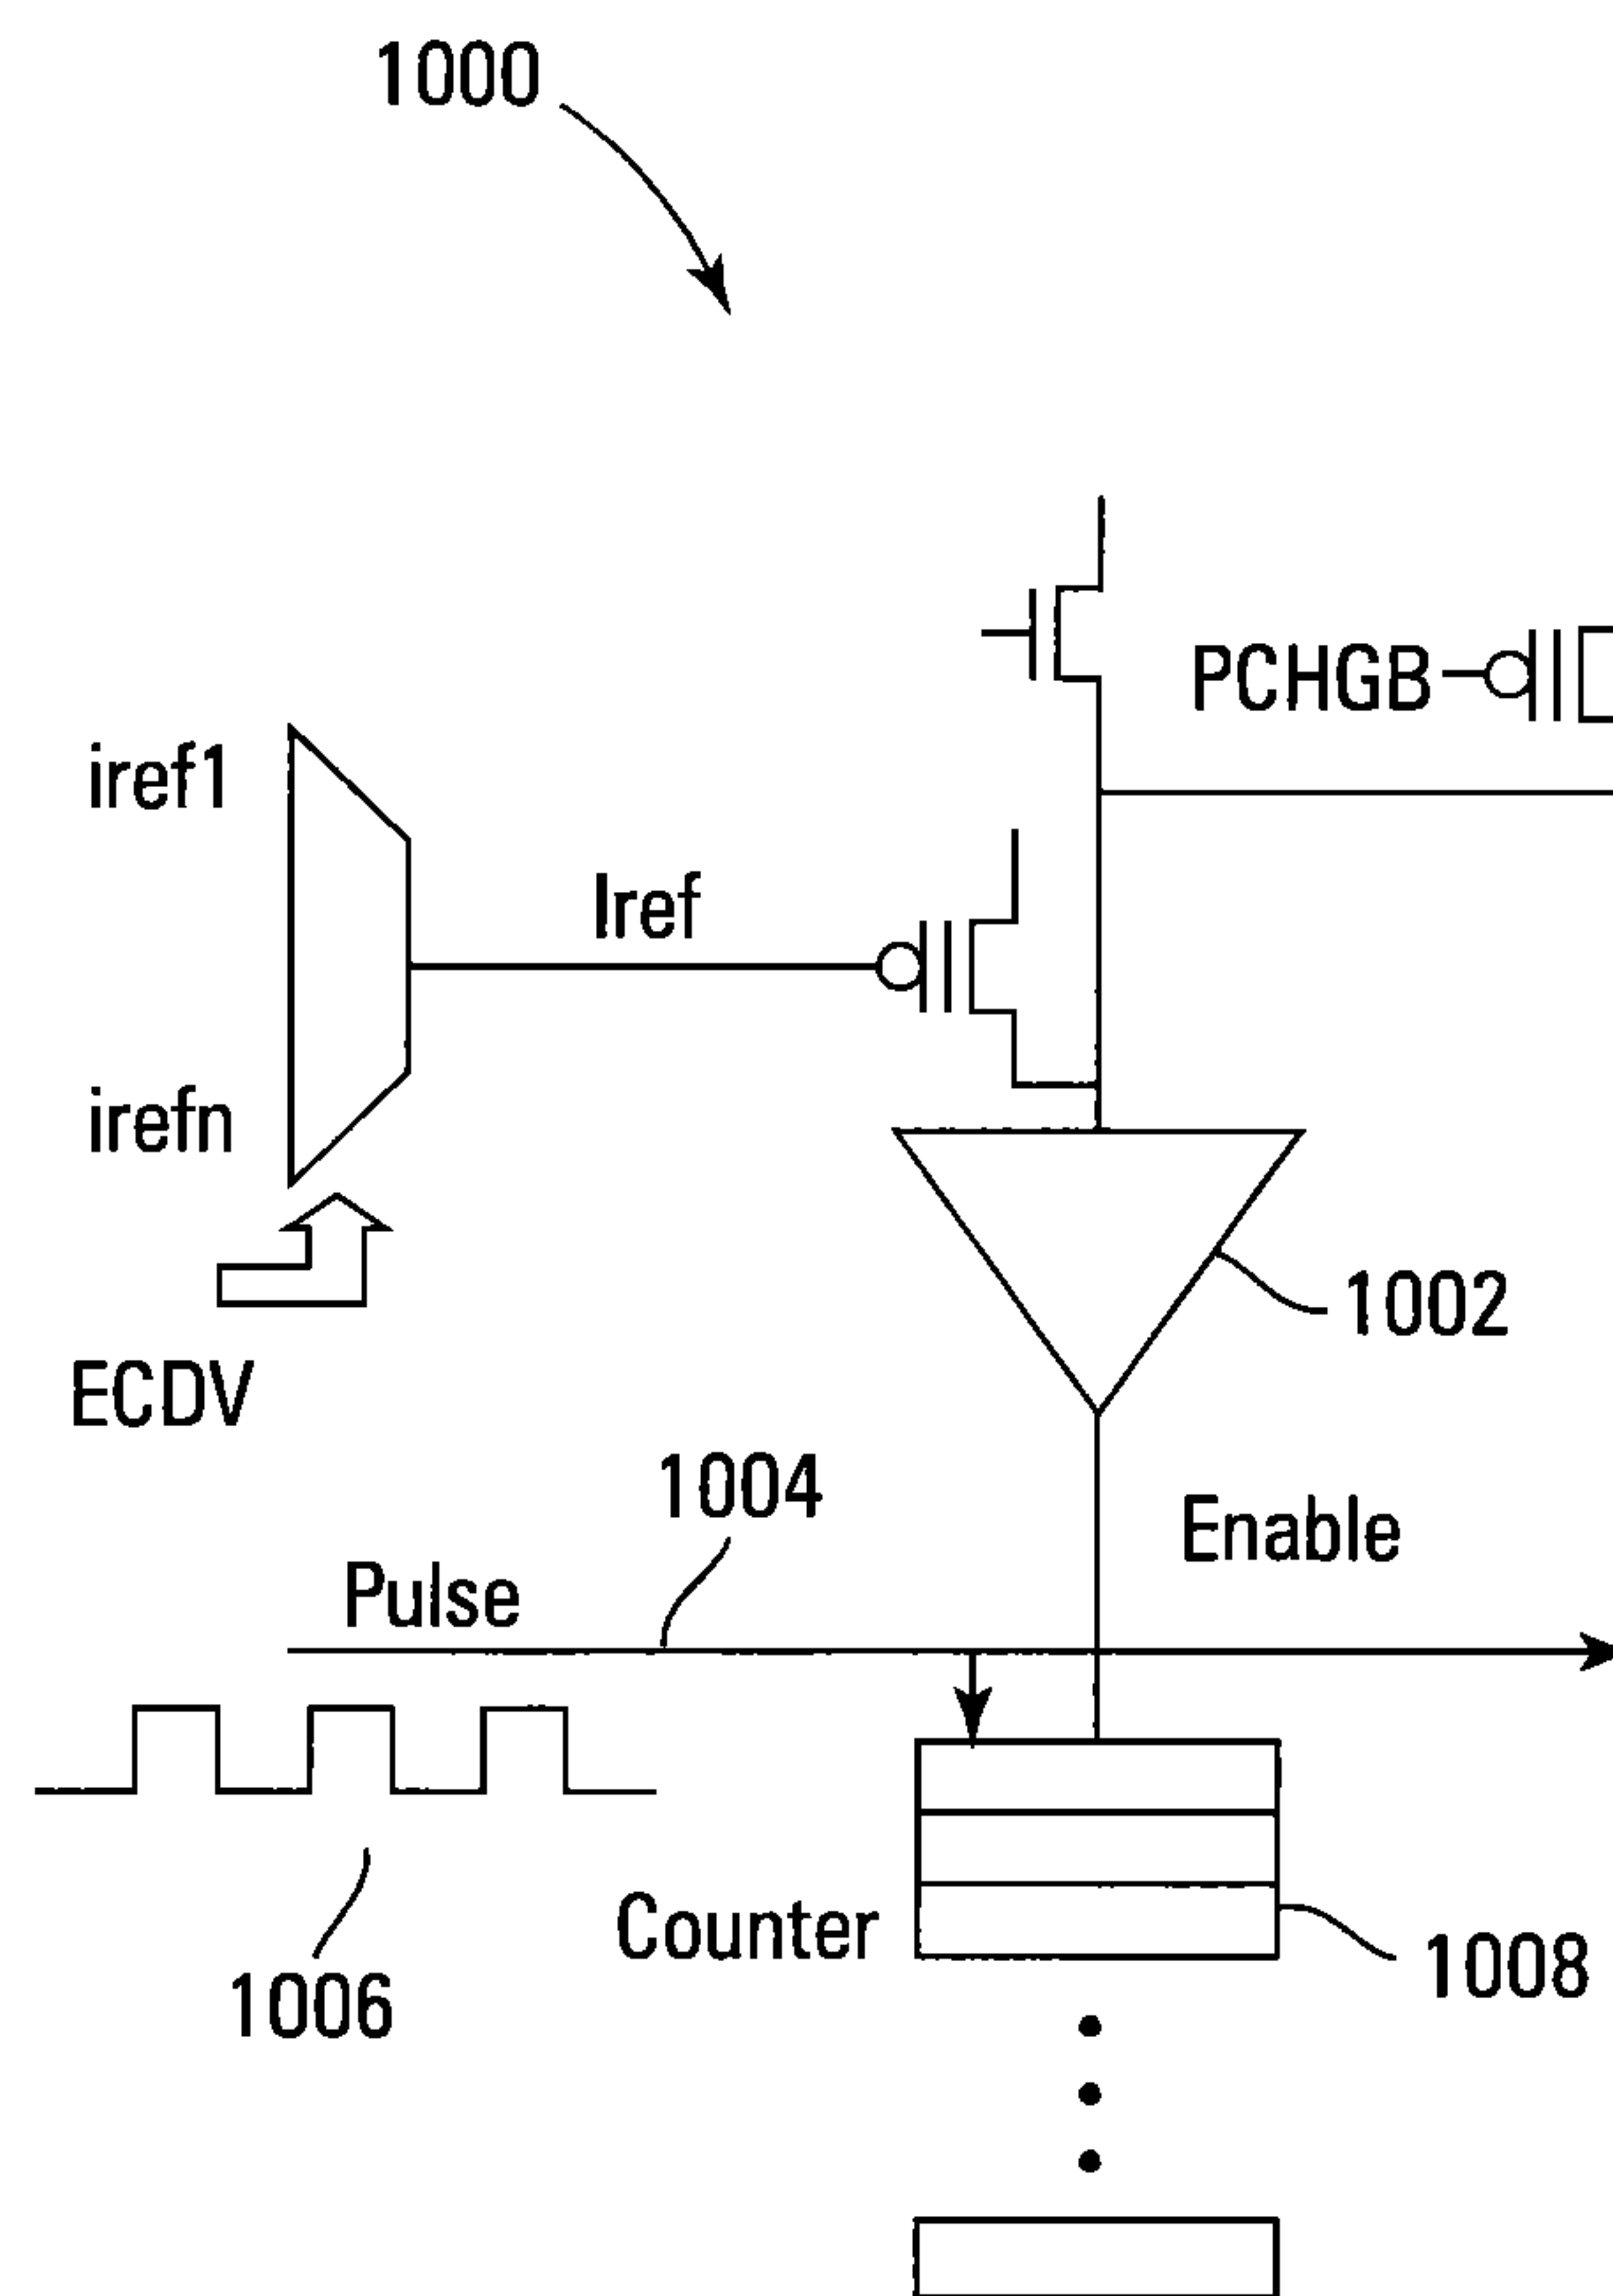 1000
PCHGB
iref1
Iref
irefn
1002
ECDV
1004
Enable
Pulse
Counter
1008
1006